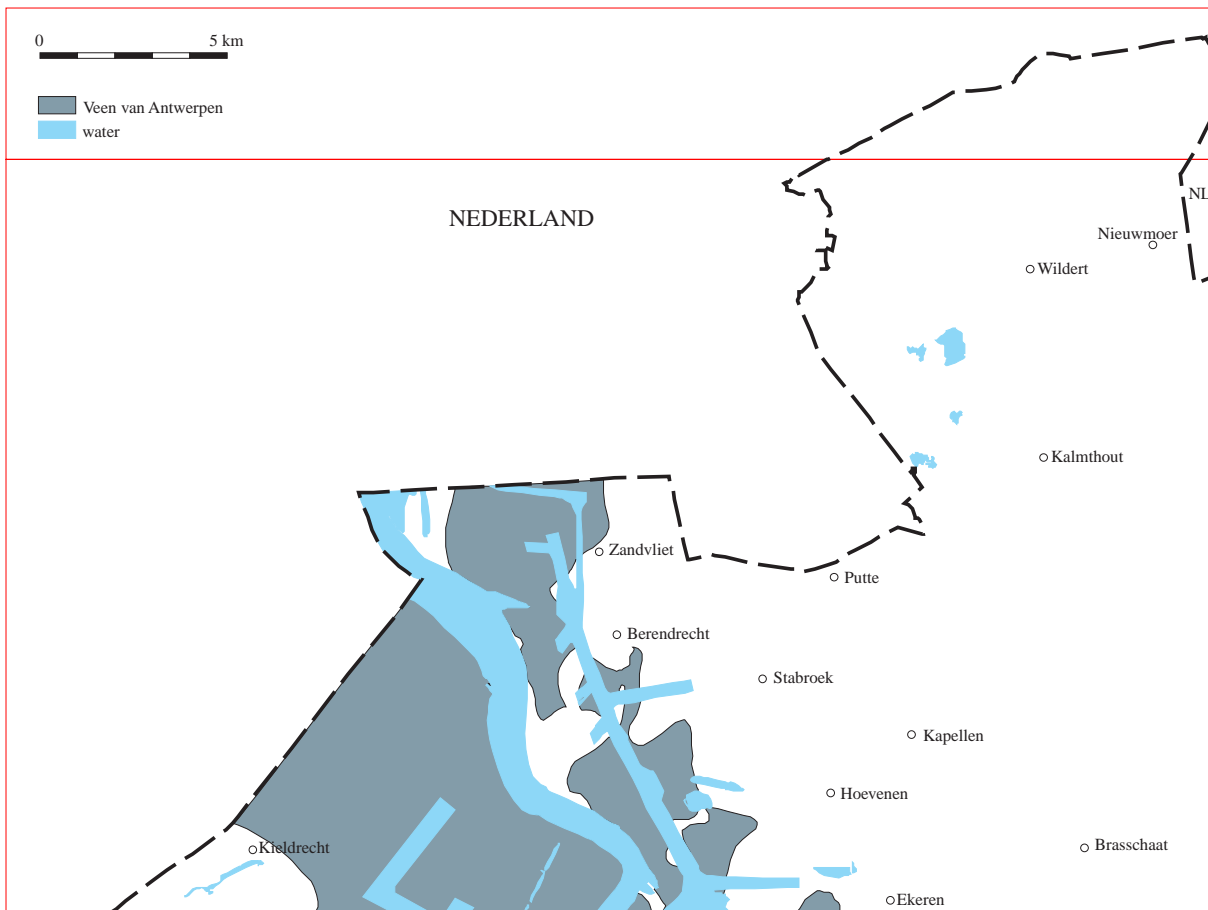 0 5 km
Veen van Antwerpen
water
NEDERLAND
NL
Nieuwmoer
Wildert
Kalmthout
Zandvliet
Putte
Berendrecht
Stabroek
Kapellen
Hoevenen
Kieldrecht
Brasschaat
Ekeren